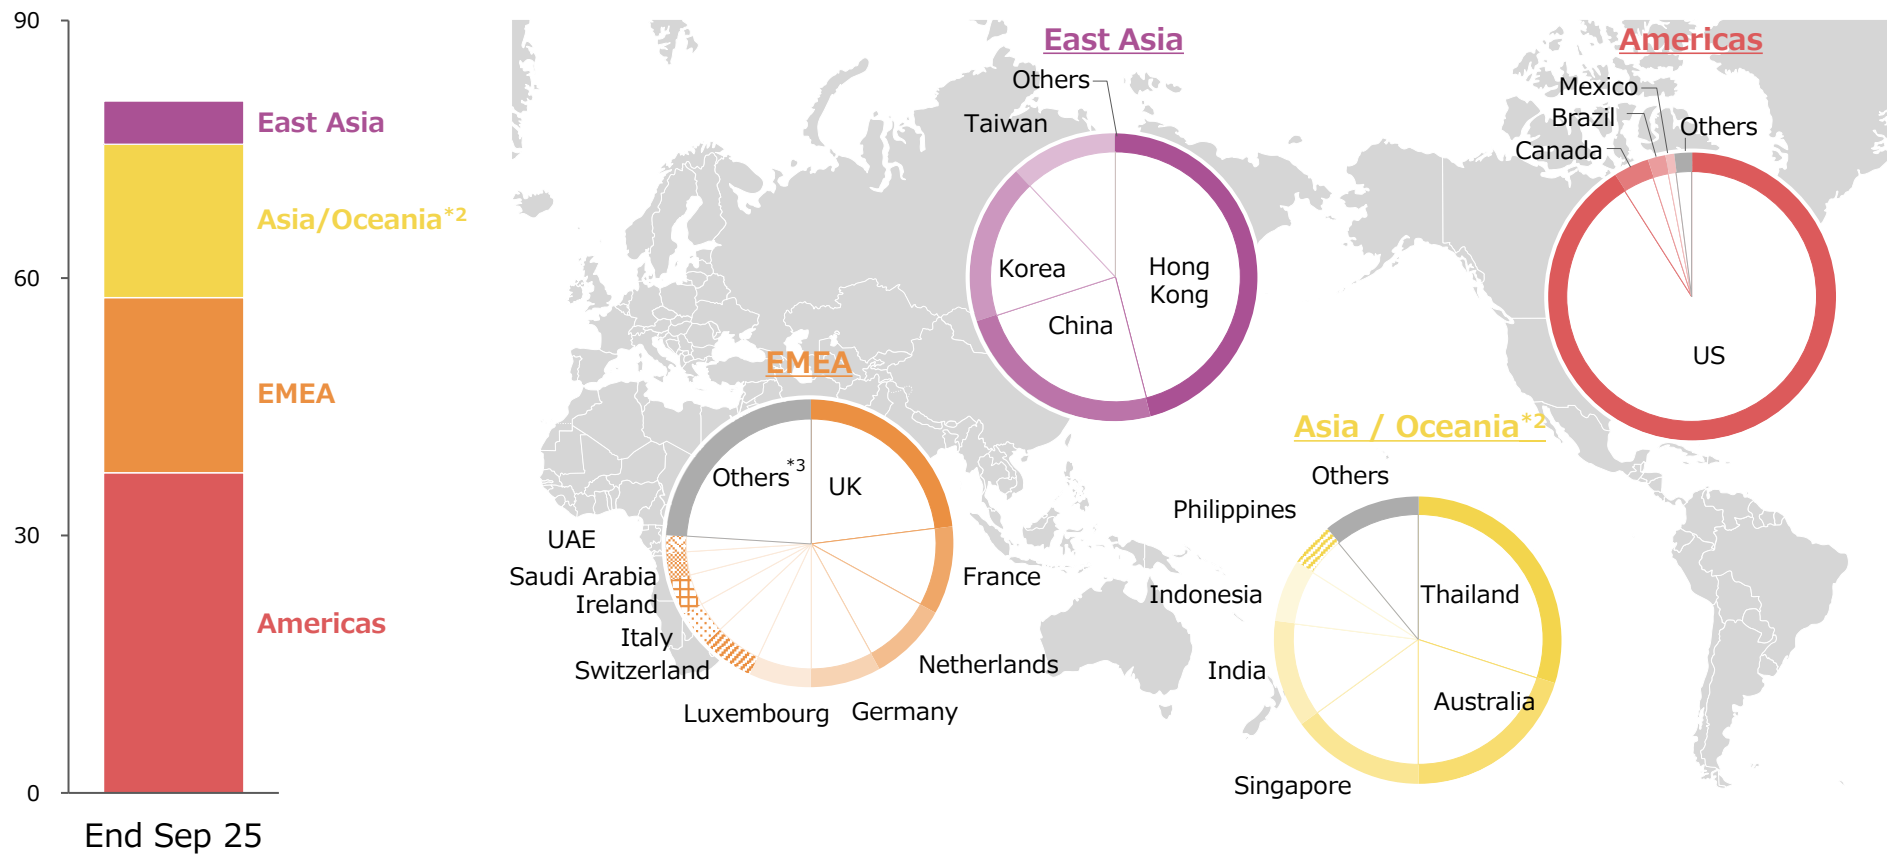 90
60
30
0
East Asia
Asia/Oceania*2
EMEA
Americas
End Sep 25
East Asia
Others
Taiwan
Korea
Hong
Kong
China
Americas
Mexico
Brazil
Others
Canada
US
EMEA
Others*3
UK
UAE
France
Saudi Arabia
Ireland
Italy
Switzerland
Netherlands
Luxembourg
Germany
Asia / Oceania*2
Others
Philippines
Thailand
Indonesia
India
Australia
Singapore